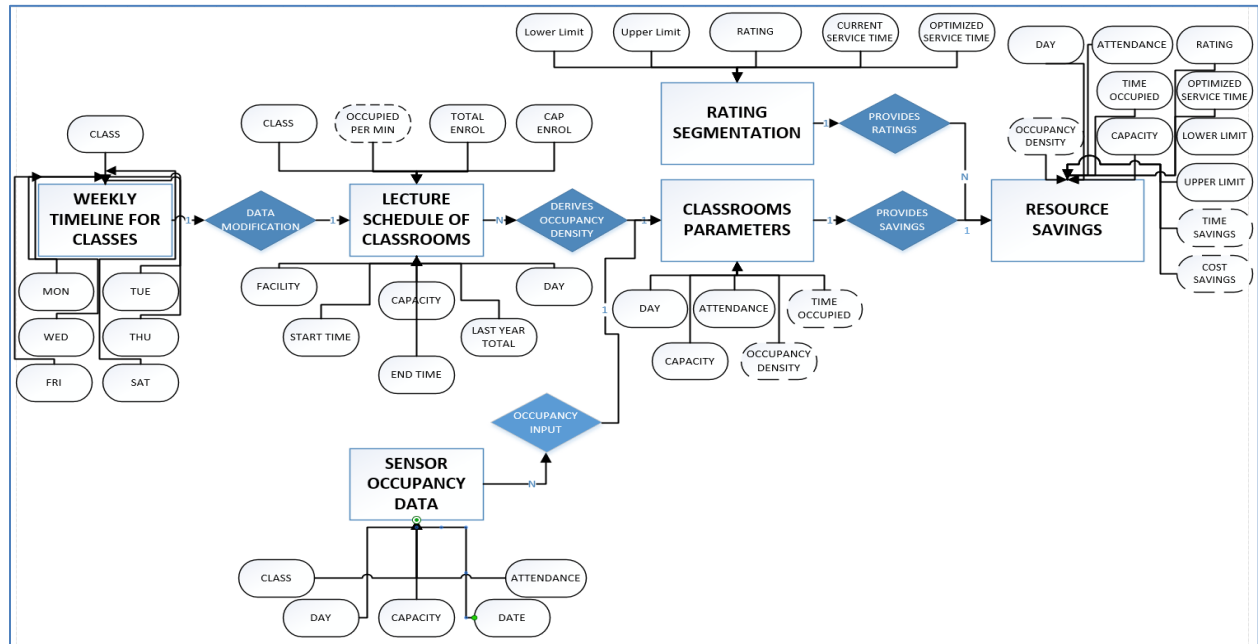 Lower Limit
Upper Limit
RATING
CURRENT
SERVICE TIME
OPTIMIZED
SERVICE TIME
DAY
ATTENDANCE
RATING
TIME
OCCUPIED
OPTIMIZED
SERVICE TIME
OCCUPANCY
DENSITY
CAPACITY
LOWER LIMIT
UPPER LIMIT
TIME
SAVINGS
COST
SAVINGS
RATING
SEGMENTATION
1
PROVIDES
RATINGS
N
CLASS
WEEKLY
TIMELINE FOR
CLASSES
MON
TUE
WED
THU
FRI
SAT
1
DATA
MODIFICATION
1
CLASS
OCCUPIED
PER MIN
TOTAL
ENROL
CAP
ENROL
LECTURE
SCHEDULE OF
CLASSROOMS
FACILITY
CAPACITY
DAY
START TIME
LAST YEAR
TOTAL
END TIME
N
DERIVES
OCCUPANCY
DENSITY
1
CLASSROOMS
PARAMETERS
DAY
ATTENDANCE
TIME
OCCUPIED
CAPACITY
OCCUPANCY
DENSITY
1
PROVIDES
SAVINGS
1
RESOURCE
SAVINGS
1
OCCUPANCY
INPUT
N
SENSOR
OCCUPANCY
DATA
CLASS
ATTENDANCE
DAY
CAPACITY
DATE